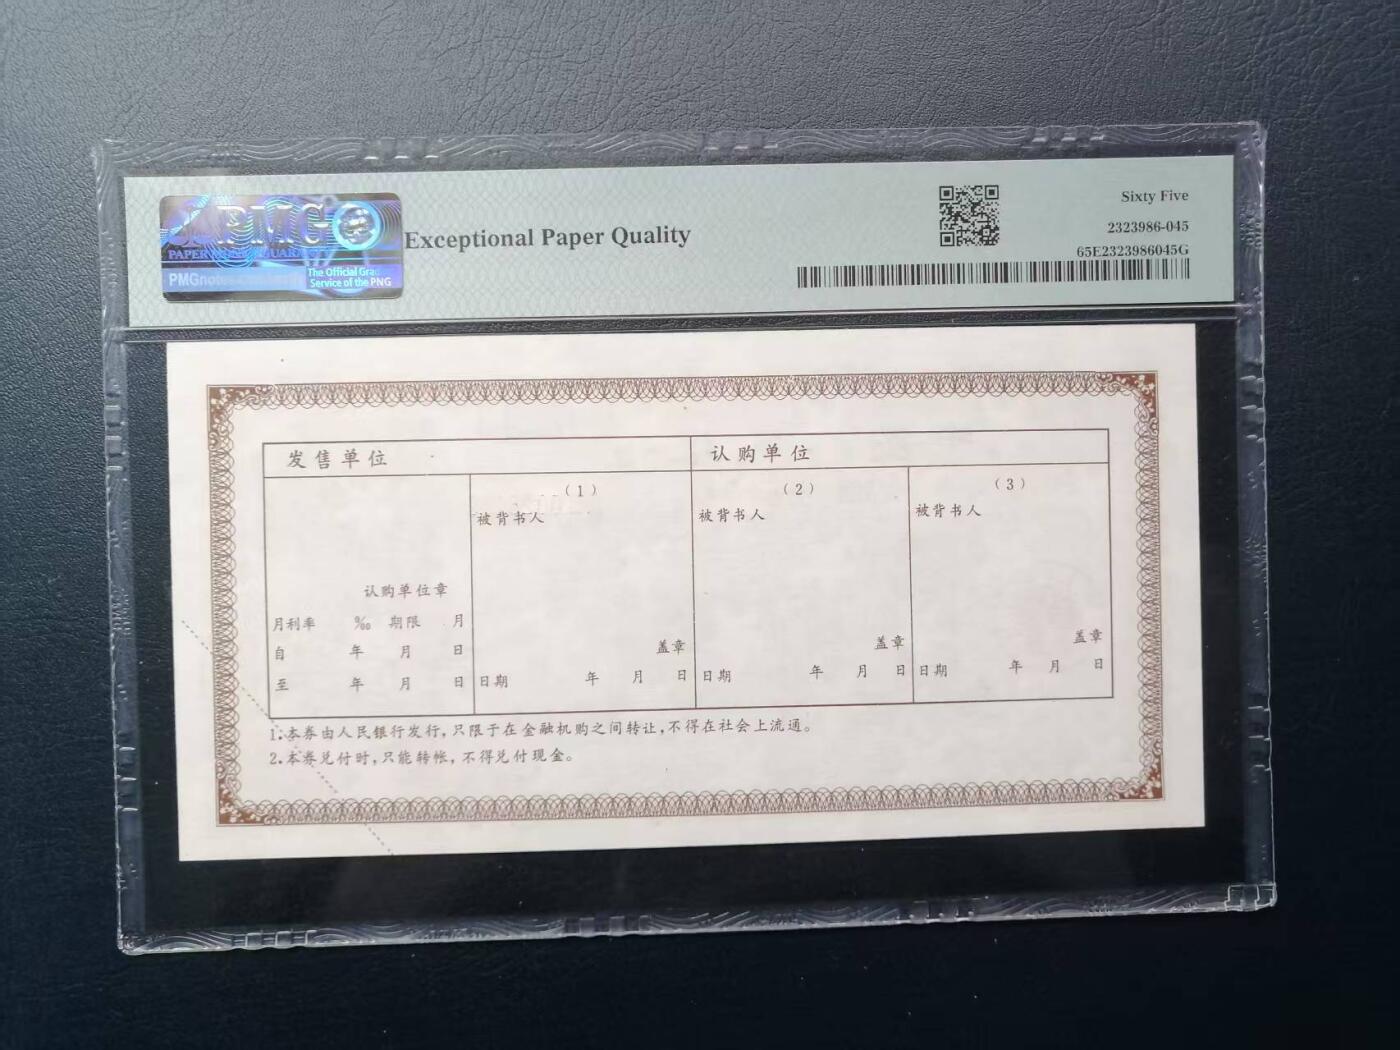 PMG
PAPER MONEY GUARANTY
The Official Grading
Service of the PNG
Exceptional Paper Quality
Sixty Five
2323986-045
65E2323986045G
发售单位
认购单位
(1)
(2)
(3)
被背书人
被背书人
被背书人
认购单位章
月利率 ‰ 期限 月
自 年 月 日
至 年 月 日
盖章
日期 年 月 日
盖章
日期 年 月 日
盖章
日期 年 月 日
1.本券由人民银行发行,只限于在金融机购之间转让,不得在社会上流通。
2.本券兑付时,只能转帐,不得兑付现金。